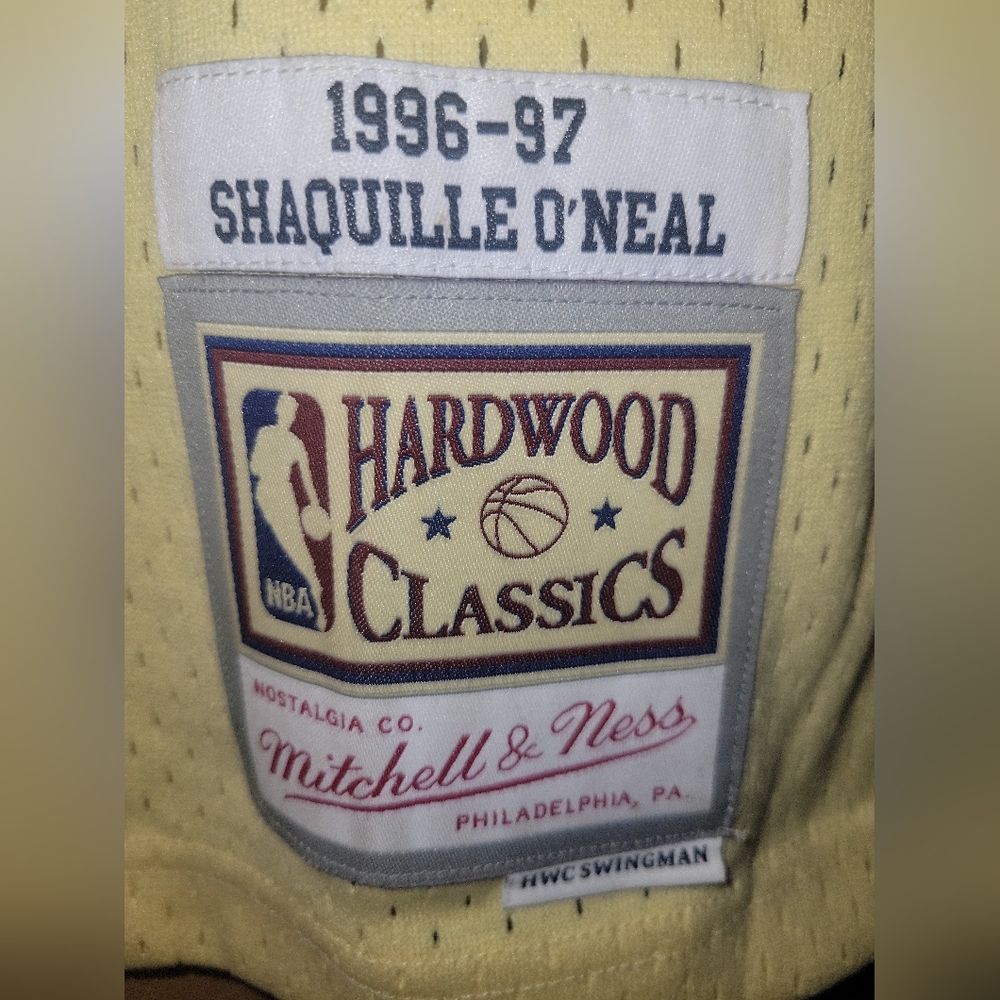 1996-97
SHAQUILLE O'NEAL
HARDWOOD
CLASSICS
NBA
NOSTALGIA CO.
Mitchell & Ness
PHILADELPHIA, PA.
HWC SWINGMAN